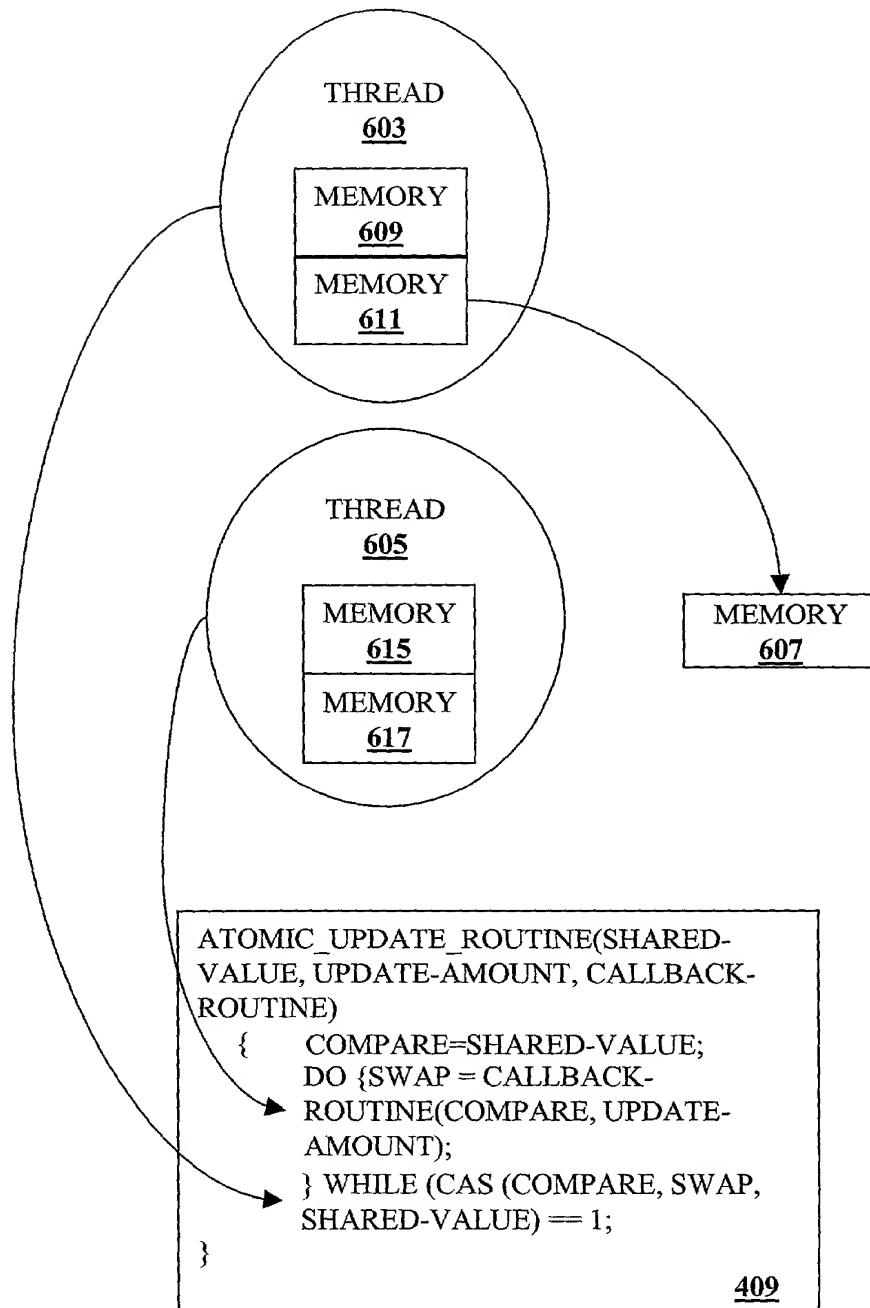 THREAD
603
MEMORY
609
MEMORY
611
THREAD
605
MEMORY
615
MEMORY
617
MEMORY
607
ATOMIC_UPDATE_ROUTINE(SHARED-
VALUE, UPDATE-AMOUNT, CALLBACK-
ROUTINE)
{ COMPARE=SHARED-VALUE;
DO {SWAP = CALLBACK-
ROUTINE(COMPARE, UPDATE-
AMOUNT);
} WHILE (CAS (COMPARE, SWAP,
SHARED-VALUE) == 1;
}
409